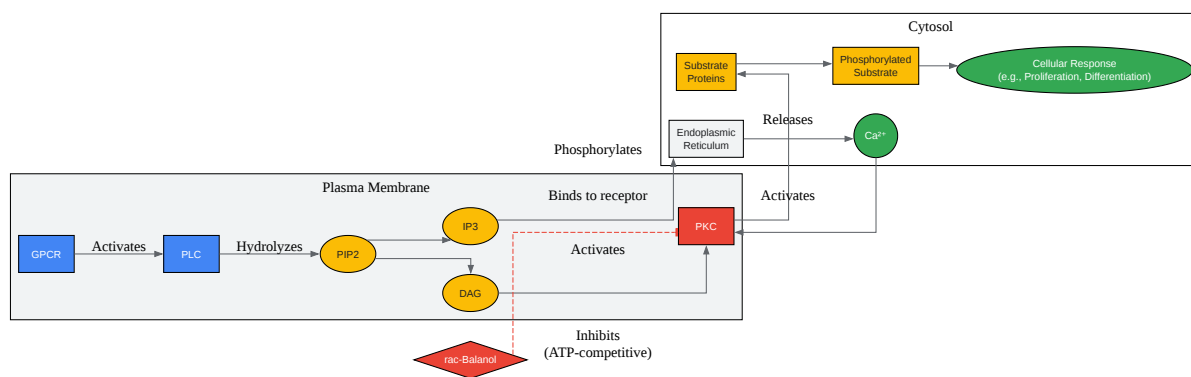 Cytosol
Substrate
Proteins
Phosphorylated
Substrate
Cellular Response
(e.g., Proliferation, Differentiation)
Releases
Endoplasmic
Reticulum
Ca²⁺
Phosphorylates
Plasma Membrane
Binds to receptor
Activates
IP3
PKC
GPCR
Activates
PLC
Hydrolyzes
PIP2
Activates
DAG
Inhibits
(ATP-competitive)
rac-Balanol